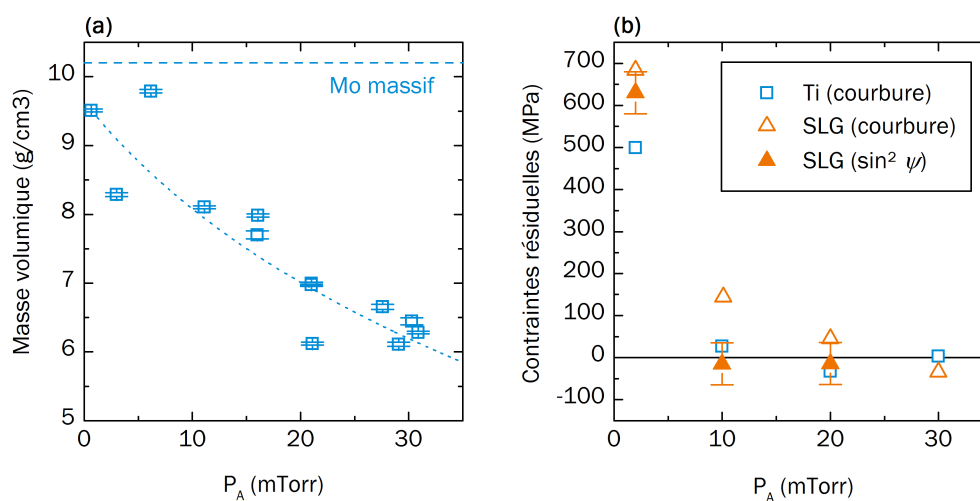 (a)
Masse volumique (g/cm3)
10
9
8
7
6
5
Mo massif
0
10
20
30
P_A (mTorr)
(b)
Contraintes résiduelles (MPa)
700
600
500
400
300
200
100
0
-100
Ti (courbure)
SLG (courbure)
SLG (sin² ψ)
10
20
30
P_A (mTorr)